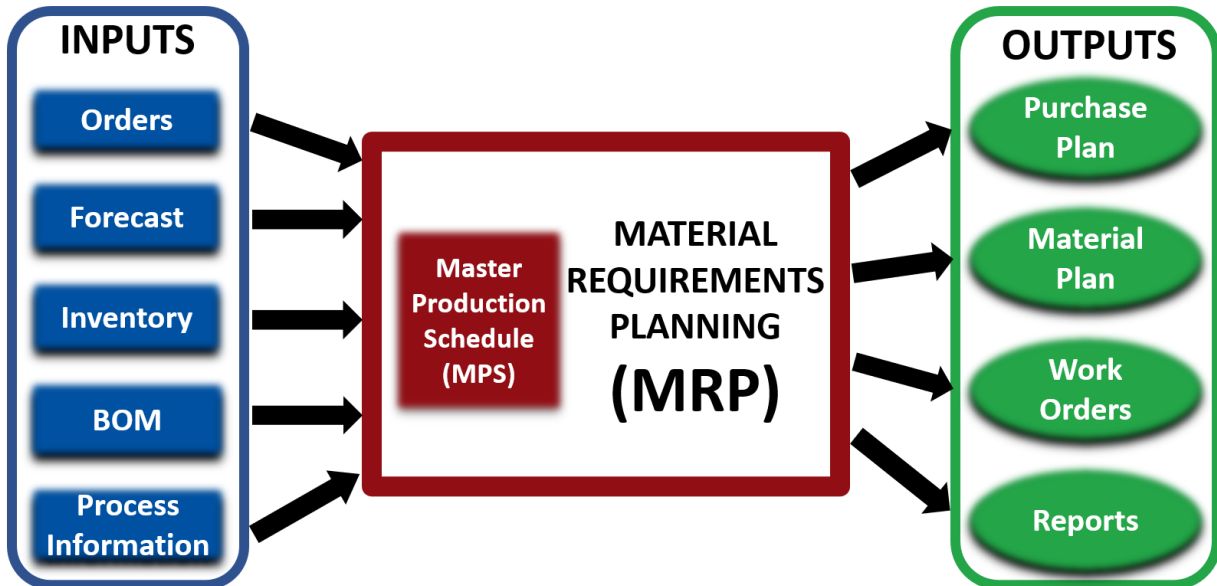 INPUTS
Orders
Forecast
Inventory
BOM
Process
Information
Master
Production
Schedule
(MPS)
MATERIAL
REQUIREMENTS
PLANNING
(MRP)
OUTPUTS
Purchase
Plan
Material
Plan
Work
Orders
Reports